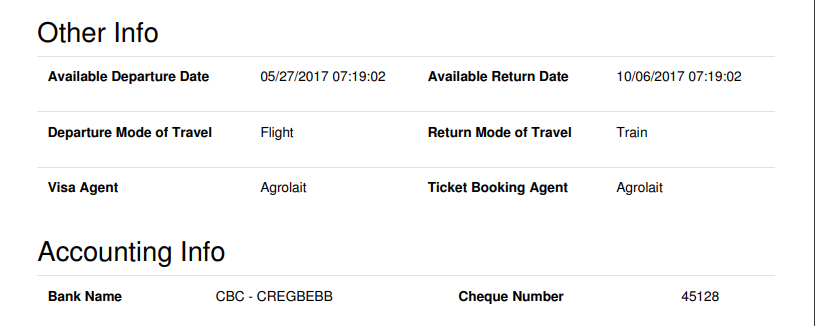 Other Info
Available Departure Date 05/27/2017 07:19:02 Available Return Date 10/06/2017 07:19:02
Departure Mode of Travel Flight Return Mode of Travel Train
Visa Agent Agrolait Ticket Booking Agent Agrolait
Accounting Info
Bank Name CBC - CREGBEBB Cheque Number 45128